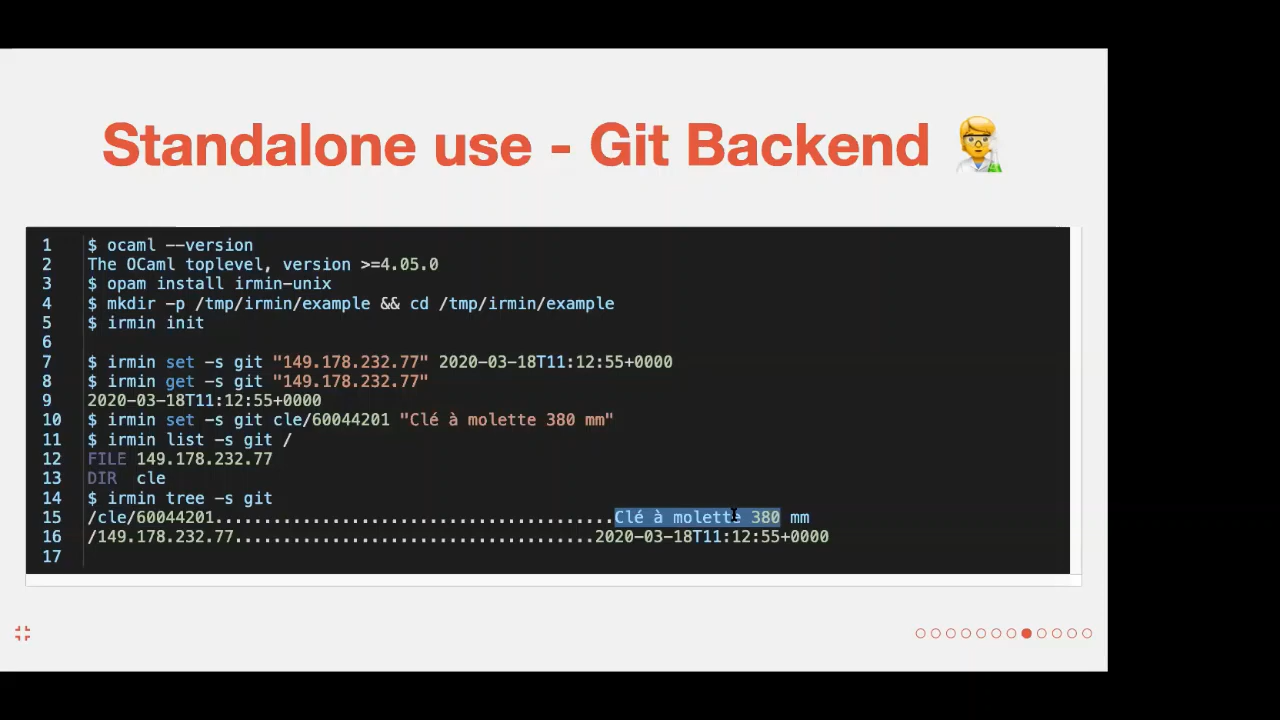 Standalone use - Git Backend
1 $ ocaml --version
2 The OCaml toplevel, version >=4.05.0
3 $ opam install irmin-unix
4 $ mkdir -p /tmp/irmin/example && cd /tmp/irmin/example
5 $ irmin init
6
7 $ irmin set -s git "149.178.232.77" 2020-03-18T11:12:55+0000
8 $ irmin get -s git "149.178.232.77"
9 2020-03-18T11:12:55+0000
10 $ irmin set -s git cle/60044201 "Clé à molette 380 mm"
11 $ irmin list -s git /
12 FILE 149.178.232.77
13 DIR  cle
14 $ irmin tree -s git
15 /cle/60044201.........................................Clé à molette 380 mm
16 /149.178.232.77.....................................2020-03-18T11:12:55+0000
17